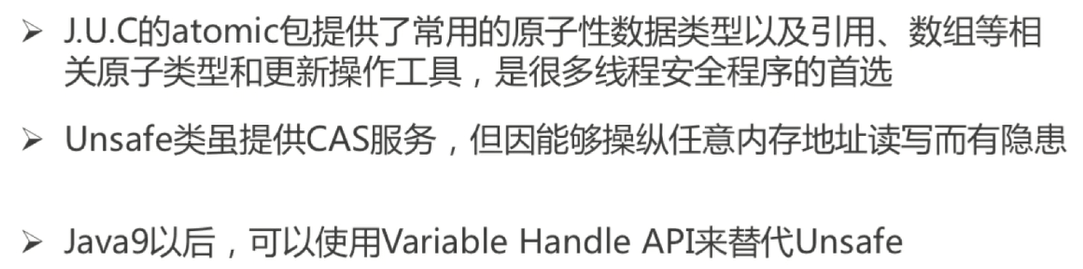 ➢ J.U.C的atomic包提供了常用的原子性数据类型以及引用、数组等相
关原子类型和更新操作工具，是很多线程安全程序的首选
➢ Unsafe类虽提供CAS服务，但因能够操纵任意内存地址读写而有隐患
➢ Java9以后，可以使用Variable Handle API来替代Unsafe